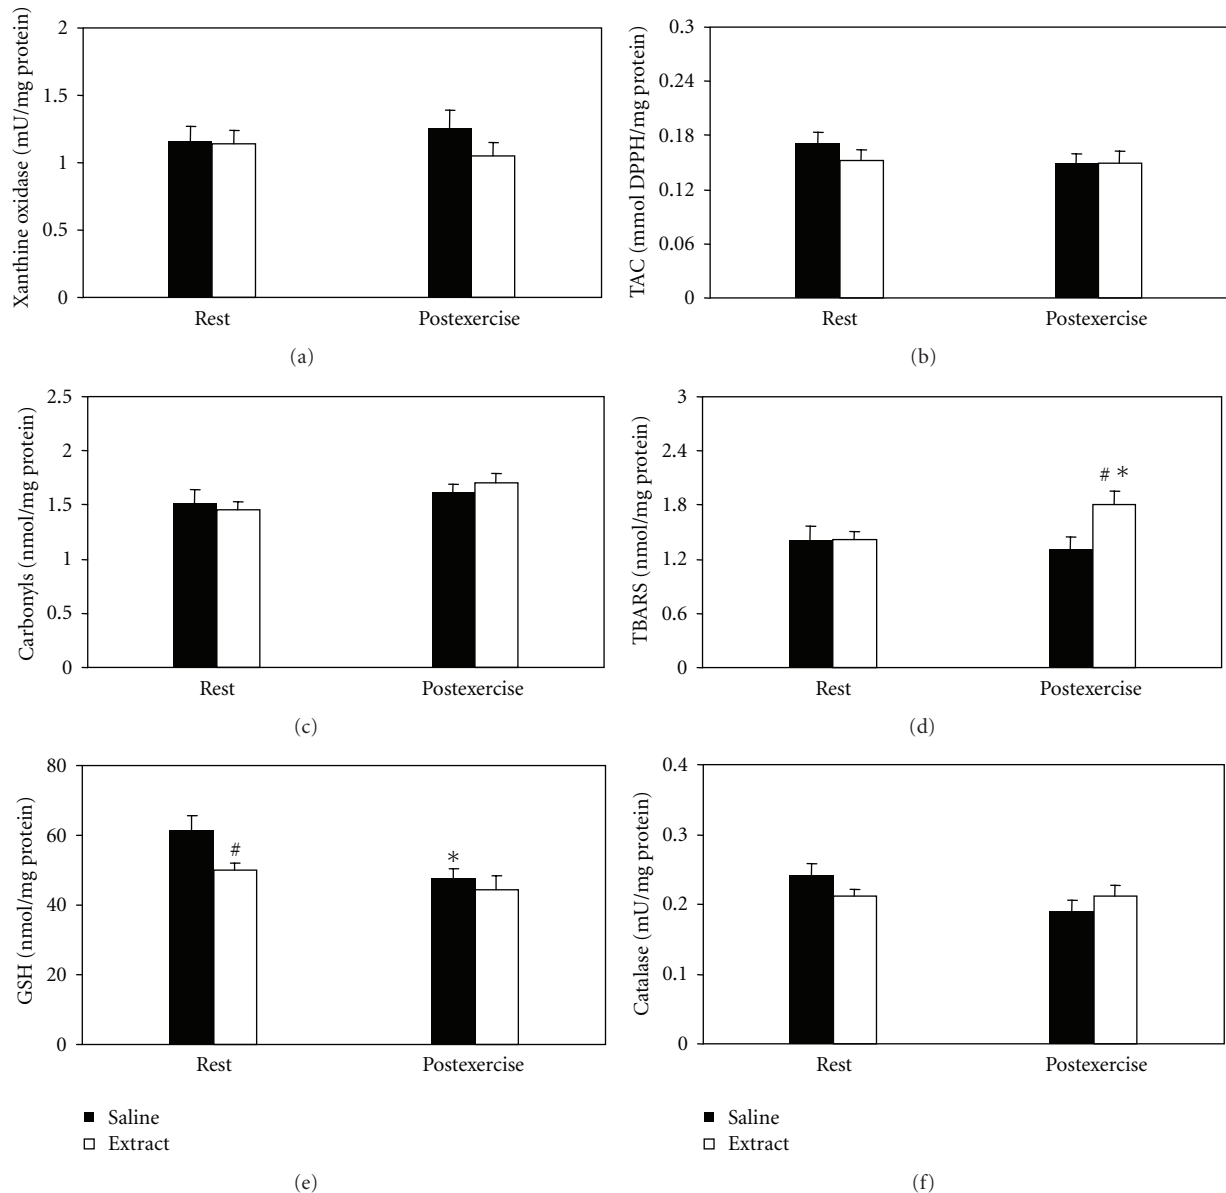 Xanthine oxidase (mU/mg protein)
2
1.5
1
0.5
0
Rest
Postexercise
(a)
TAC (mmol DPPH/mg protein)
0.3
0.24
0.18
0.12
0.06
0
Rest
Postexercise
(b)
Carbonyls (nmol/mg protein)
2.5
2
1.5
1
0.5
0
Rest
Postexercise
(c)
TBARS (nmol/mg protein)
3
2.4
1.8
1.2
0.6
0
# *
Rest
Postexercise
(d)
GSH (nmol/mg protein)
80
60
40
20
0
#
*
Rest
Postexercise
Saline
Extract
(e)
Catalase (mU/mg protein)
0.4
0.3
0.2
0.1
0
Rest
Postexercise
Saline
Extract
(f)